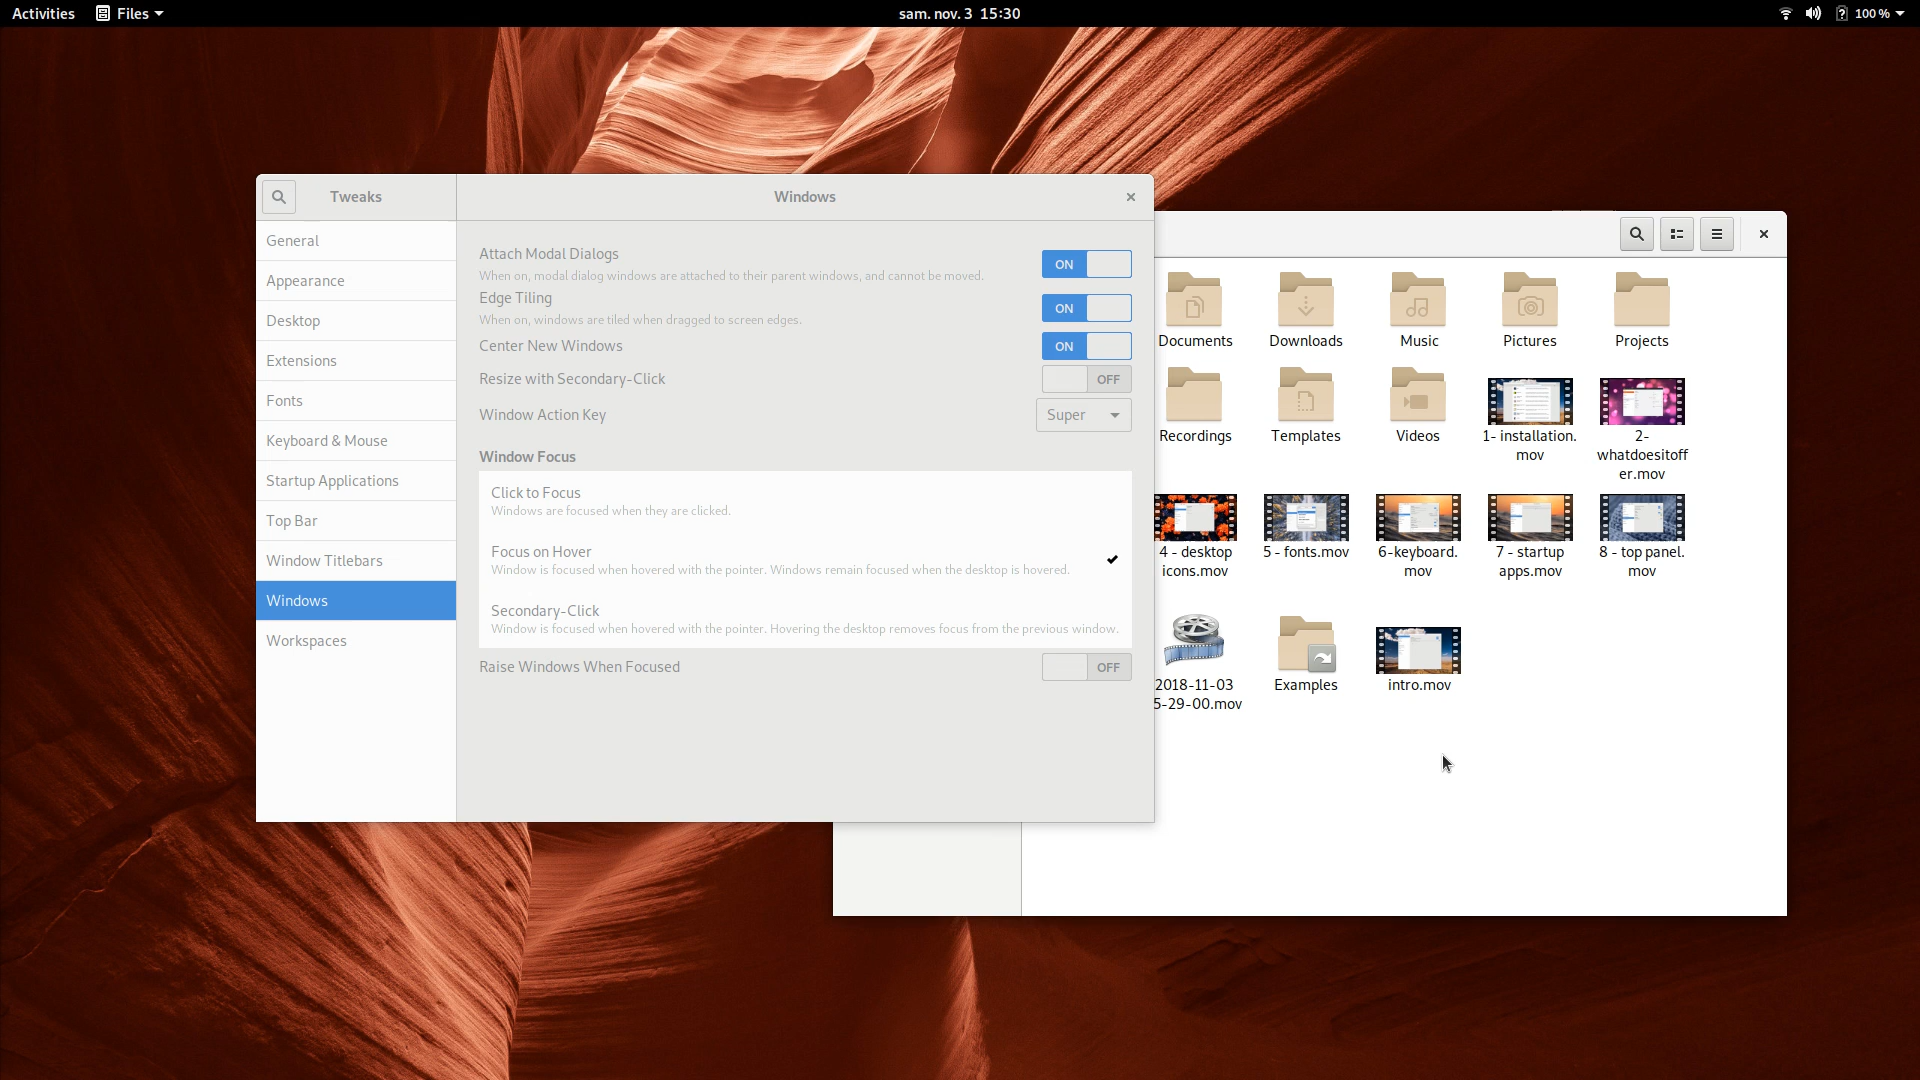 Activities Files sam. nov. 3 15:30 100 %
Tweaks Windows
General
Appearance
Desktop
Extensions
Fonts
Keyboard & Mouse
Startup Applications
Top Bar
Window Titlebars
Windows
Workspaces
Attach Modal Dialogs ON
When on, modal dialog windows are attached to their parent windows, and cannot be moved.
Edge Tiling ON
When on, windows are tiled when dragged to screen edges.
Center New Windows ON
Resize with Secondary-Click OFF
Window Action Key Super
Window Focus
Click to Focus
Windows are focused when they are clicked.
Focus on Hover
Window is focused when hovered with the pointer. Windows remain focused when the desktop is hovered.
Secondary-Click
Window is focused when hovered with the pointer. Hovering the desktop removes focus from the previous window.
Raise Windows When Focused OFF
Documents Downloads Music Pictures Projects
Recordings Templates Videos 1- installation. 2-
mov whatdoesitoff
er.mov
4 - desktop 5 - fonts.mov 6-keyboard. 7 - startup 8 - top panel.
icons.mov mov apps.mov mov
2018-11-03 Examples intro.mov
5-29-00.mov